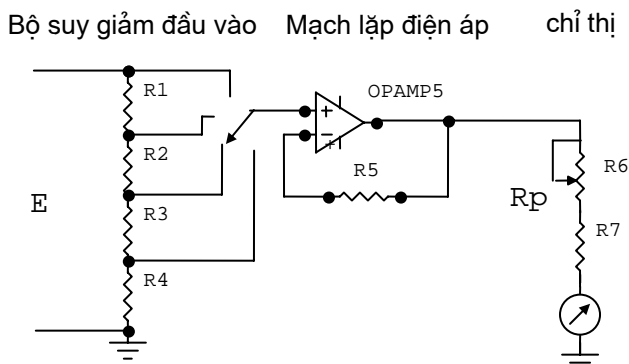 Bộ suy giảm đầu vào Mạch lặp điện áp chỉ thị
R1
OPAMP5
R2
R5
R6
E
R3
Rp
R7
R4